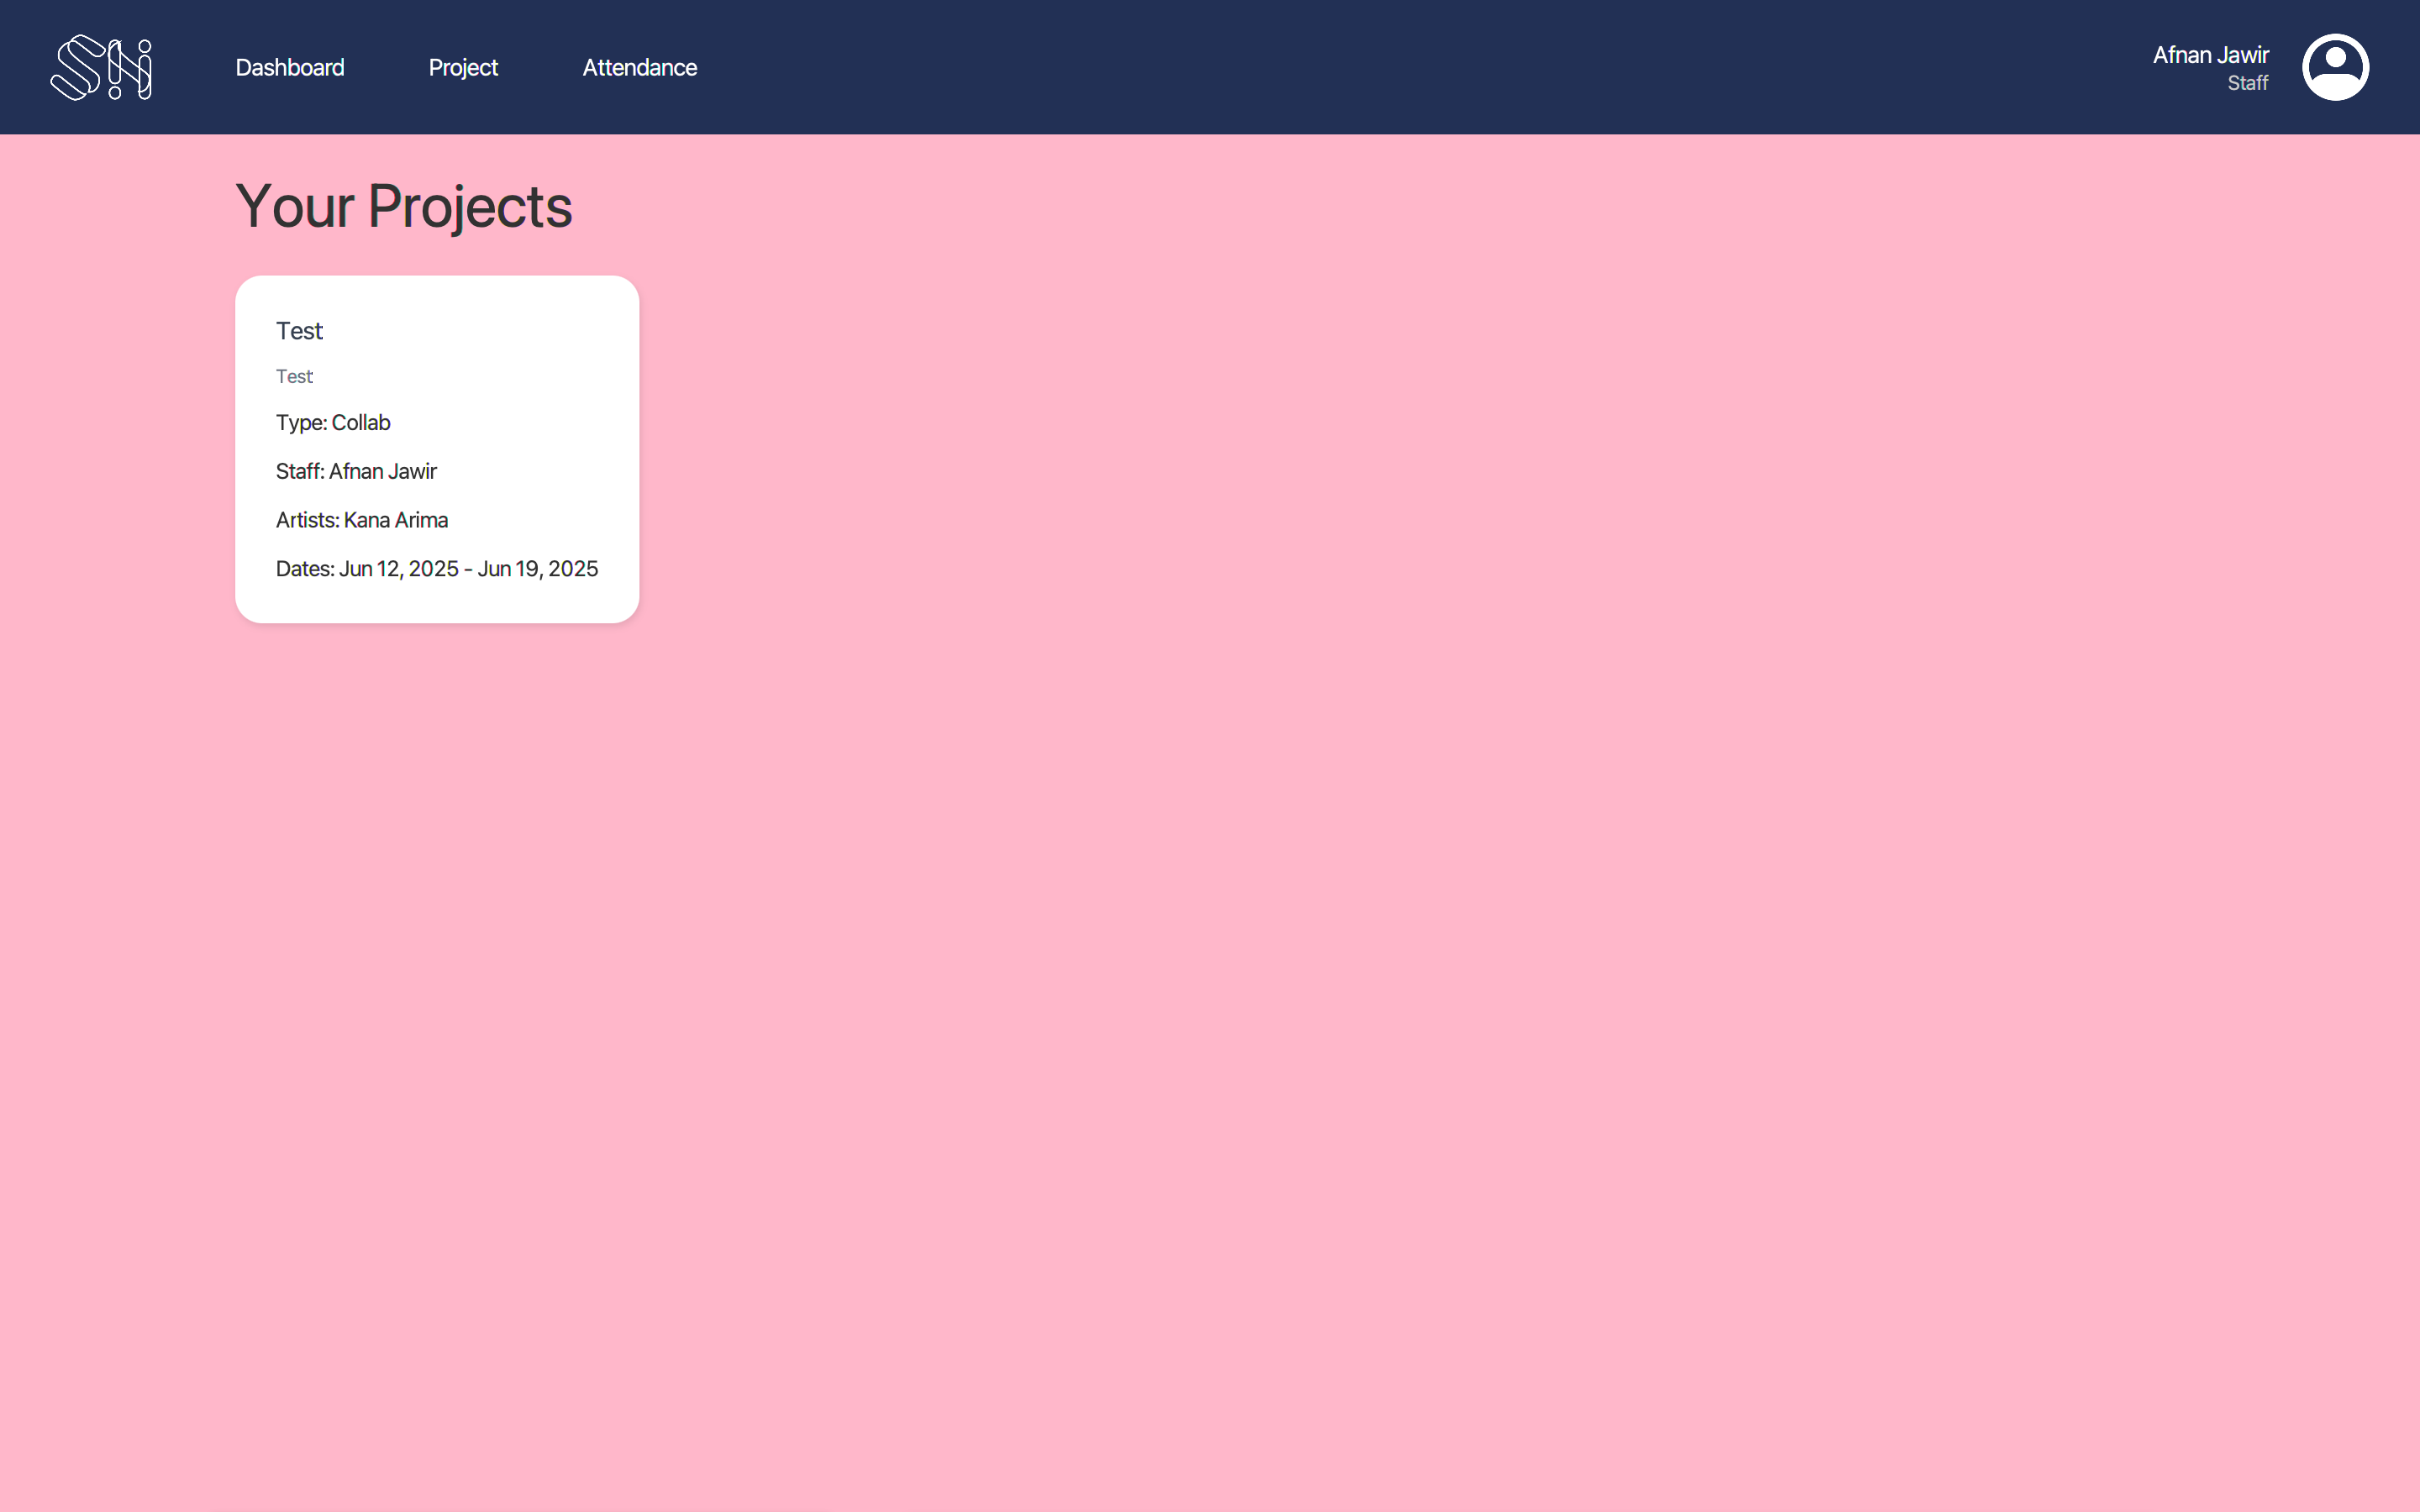 Dashboard
Project
Attendance
Afnan Jawir
Staff
Your Projects
Test
Test
Type: Collab
Staff: Afnan Jawir
Artists: Kana Arima
Dates: Jun 12, 2025 - Jun 19, 2025